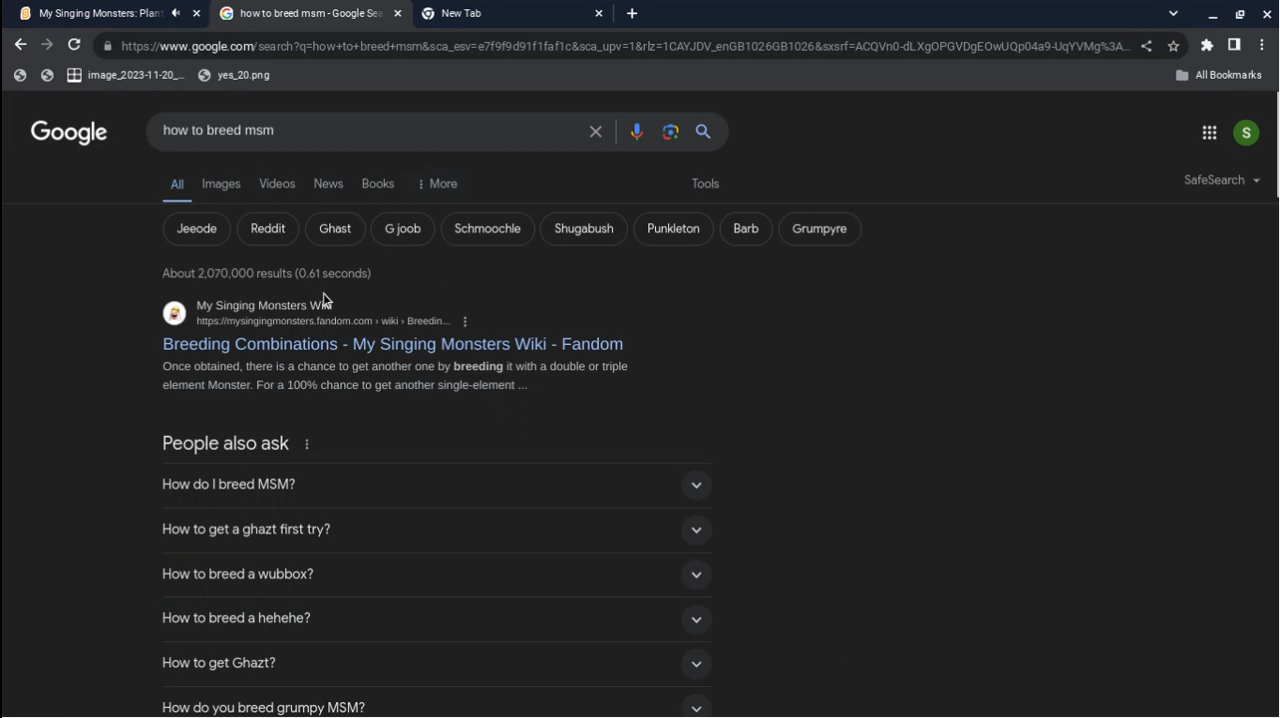 My Singing Monsters: Plant
how to breed msm - Google Sea
New Tab
https://www.google.com/search?q=how+to+breed+msm&sca_esv=e7f9f9d91f1faf1c&sca_upv=1&rlz=1CAYJDV_enGB1026GB1026&sxsrf=ACQVn0-dLXgOPGVDgEOwUQp04a9-UqYVMg%3A...
image_2023-11-20_...
yes_20.png
All Bookmarks
Google
how to breed msm
S
All
Images
Videos
News
Books
More
Tools
SafeSearch
Jeeode
Reddit
Ghast
G joob
Schmoochle
Shugabush
Punkleton
Barb
Grumpyre
About 2,070,000 results (0.61 seconds)
My Singing Monsters Wiki
https://mysingingmonsters.fandom.com › wiki › Breedin...
Breeding Combinations - My Singing Monsters Wiki - Fandom
Once obtained, there is a chance to get another one by breeding it with a double or triple
element Monster. For a 100% chance to get another single-element ...
People also ask
How do I breed MSM?
How to get a ghazt first try?
How to breed a wubbox?
How to breed a hehehe?
How to get Ghazt?
How do you breed grumpy MSM?